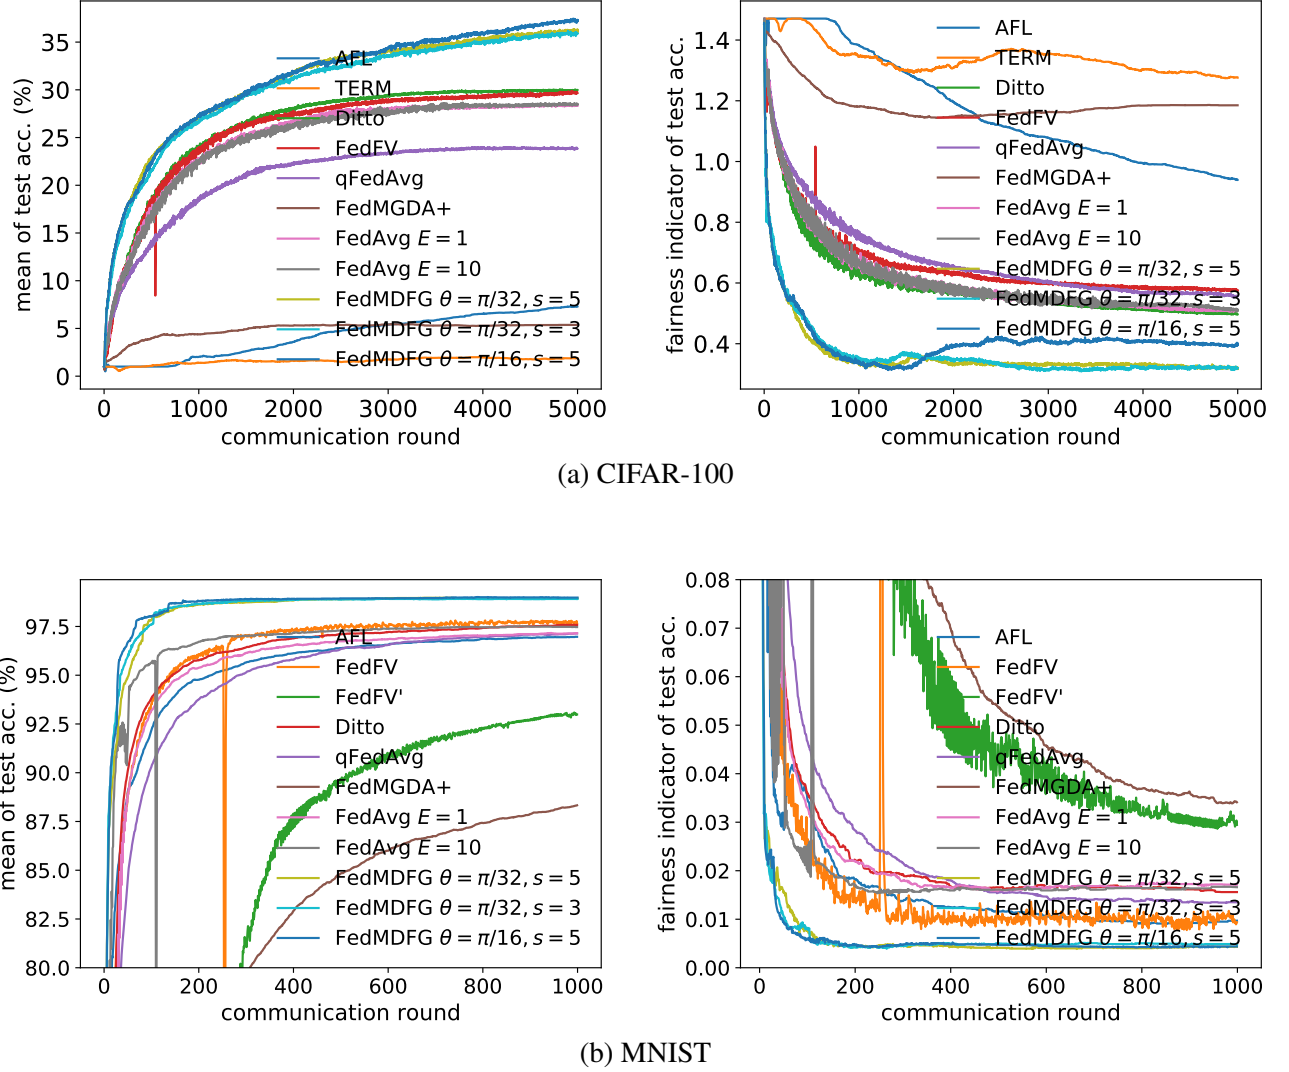 mean of test acc. (%)
35
30
25
20
15
10
5
0
AFL
TERM
Ditto
FedFV
qFedAvg
FedMGDA+
FedAvg E = 1
FedAvg E = 10
FedMDFG θ = π/32, s = 5
FedMDFG θ = π/32, s = 3
FedMDFG θ = π/16, s = 5
0 1000 2000 3000 4000 5000
communication round
fairness indicator of test acc.
1.4
1.2
1.0
0.8
0.6
0.4
AFL
TERM
Ditto
FedFV
qFedAvg
FedMGDA+
FedAvg E = 1
FedAvg E = 10
FedMDFG θ = π/32, s = 5
FedMDFG θ = π/32, s = 3
FedMDFG θ = π/16, s = 5
0 1000 2000 3000 4000 5000
communication round
(a) CIFAR-100
mean of test acc. (%)
97.5
95.0
92.5
90.0
87.5
85.0
82.5
80.0
AFL
FedFV
FedFV'
Ditto
qFedAvg
FedMGDA+
FedAvg E = 1
FedAvg E = 10
FedMDFG θ = π/32, s = 5
FedMDFG θ = π/32, s = 3
FedMDFG θ = π/16, s = 5
0 200 400 600 800 1000
communication round
fairness indicator of test acc.
0.08
0.07
0.06
0.05
0.04
0.03
0.02
0.01
0.00
AFL
FedFV
FedFV'
Ditto
qFedAvg
FedMGDA+
FedAvg E = 1
FedAvg E = 10
FedMDFG θ = π/32, s = 5
FedMDFG θ = π/32, s = 3
FedMDFG θ = π/16, s = 5
0 200 400 600 800 1000
communication round
(b) MNIST